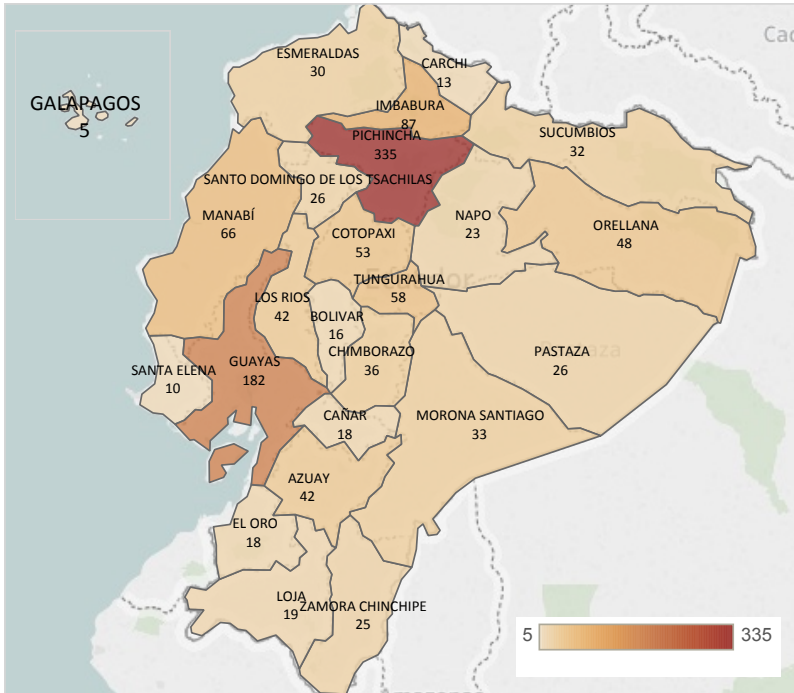 Cac
ESMERALDAS
30
CARCHI
13
GALAPAGOS
5
IMBABURA
87
PICHINCHA
335
SUCUMBIOS
32
SANTO DOMINGO DE LOS TSACHILAS
26
MANABÍ
66
NAPO
23
ORELLANA
48
COTOPAXI
53
Ecuador
TUNGURAHUA
58
LOS RIOS
42
BOLIVAR
16
CHIMBORAZO
36
PASTAZA
26
SANTA ELENA
10
GUAYAS
182
CAÑAR
18
MORONA SANTIAGO
33
AZUAY
42
EL ORO
18
LOJA
19
ZAMORA CHINCHIPE
25
5
335